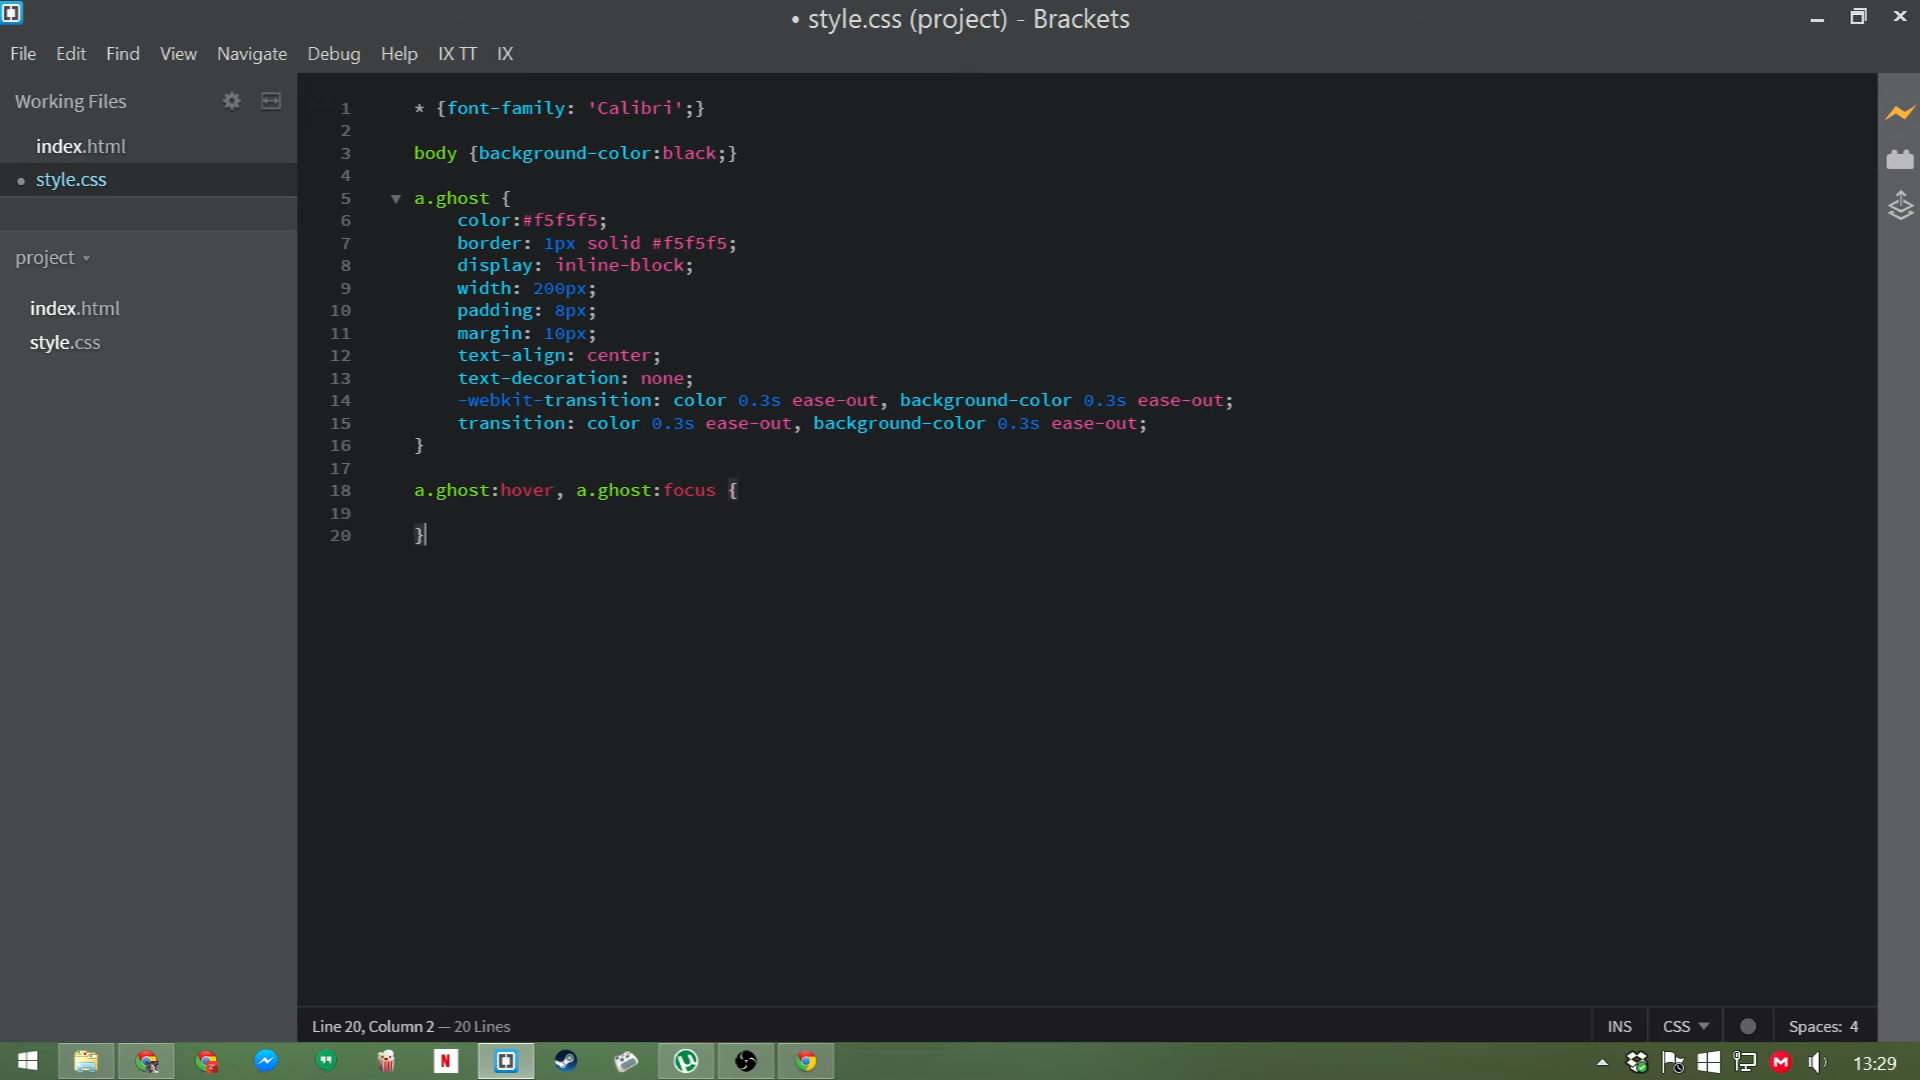 • style.css (project) - Brackets
File Edit Find View Navigate Debug Help IX TT IX
Working Files
index.html
• style.css
project
index.html
style.css
1 * {font-family: 'Calibri';}
2
3 body {background-color:black;}
4
5 a.ghost {
6 color:#f5f5f5;
7 border: 1px solid #f5f5f5;
8 display: inline-block;
9 width: 200px;
10 padding: 8px;
11 margin: 10px;
12 text-align: center;
13 text-decoration: none;
14 -webkit-transition: color 0.3s ease-out, background-color 0.3s ease-out;
15 transition: color 0.3s ease-out, background-color 0.3s ease-out;
16 }
17
18 a.ghost:hover, a.ghost:focus {
19
20 }
Line 20, Column 2 — 20 Lines
INS CSS Spaces: 4
N
M
13:29